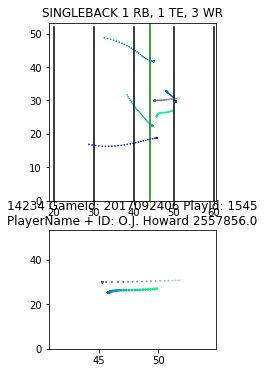 SINGLEBACK 1 RB, 1 TE, 3 WR
50
40
30
20
10
0
20 30 40 50 60
14234 GameId: 2017092406 PlayId: 1545
PlayerName + ID: O.J. Howard 2557856.0
40
20
0
45 50